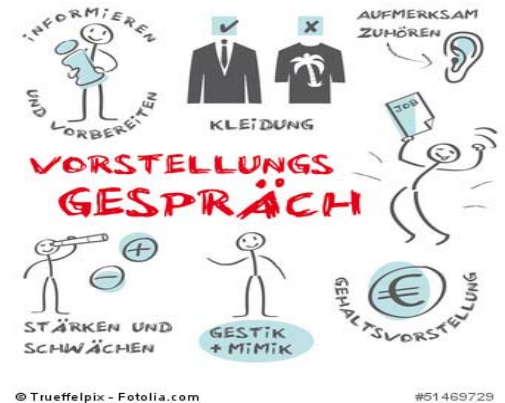 INFORMIEREN
UND VORBEREITEN
KLEIDUNG
AUFMERKSAM
ZUHÖREN
JOB
VORSTELLUNGS
GESPRÄCH
STÄRKEN UND
SCHWÄCHEN
GESTIK
+ MIMIK
€
GEHALTSVORSTELLUNG
© Trueffelpix - Fotolia.com
#51469729